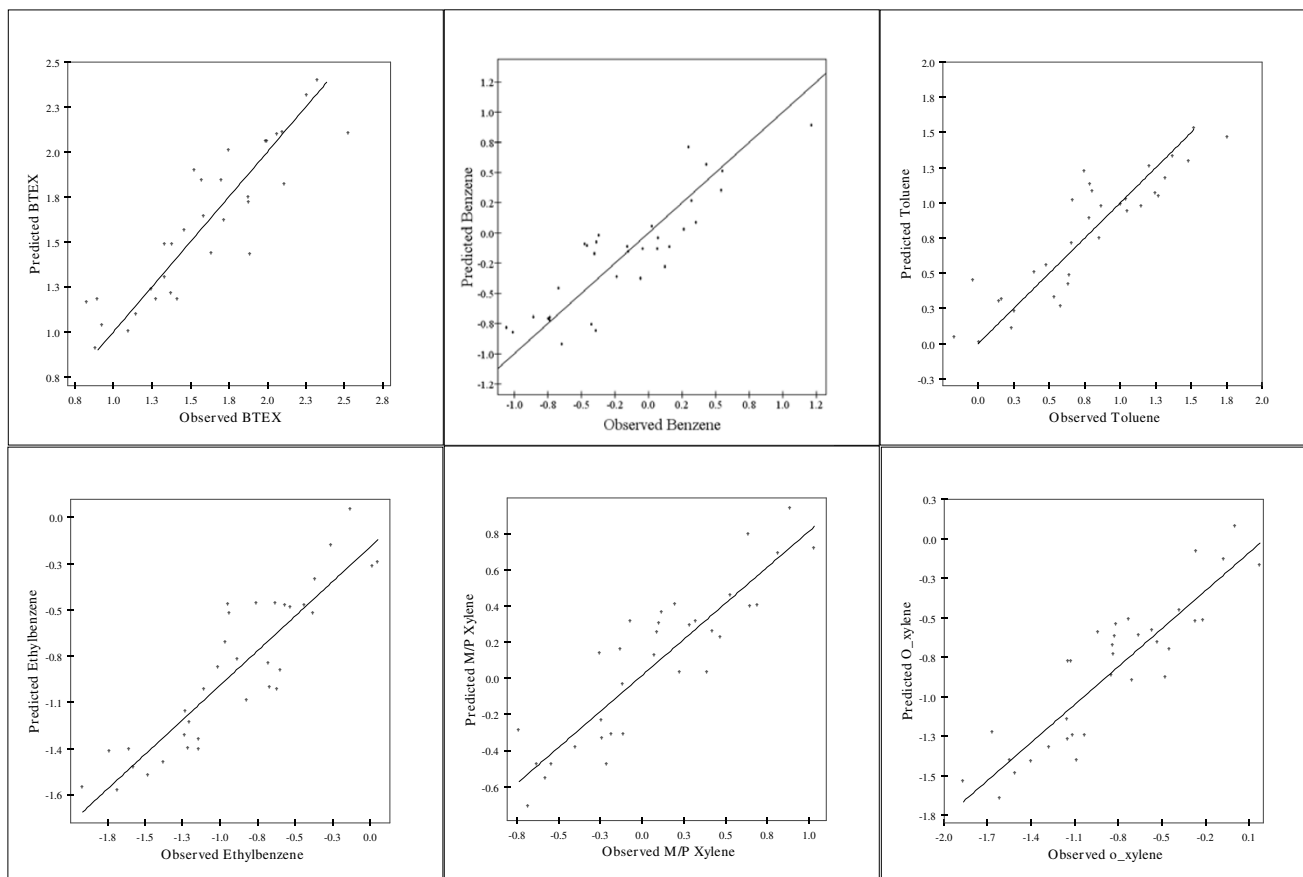 2.5
2.3
2.0
1.8
1.5
1.3
1.0
0.8
Predicted BTEX
0.8 1.0 1.3 1.5 1.8 2.0 2.3 2.5 2.8
Observed BTEX
1.2
1.0
0.8
0.5
0.2
0.0
-0.2
-0.5
-0.8
-1.0
-1.2
Predicted Benzene
-1.0 -0.8 -0.5 -0.2 0.0 0.2 0.5 0.8 1.0 1.2
Observed Benzene
2.0
1.8
1.5
1.3
1.0
0.8
0.5
0.3
0.0
-0.3
Predicted Toluene
0.0 0.3 0.5 0.8 1.0 1.3 1.5 1.8 2.0
Observed Toluene
0.0
-0.3
-0.5
-0.8
-1.1
-1.4
-1.6
Predicted Ethylbenzene
-1.8 -1.6 -1.3 -1.1 -0.8 -0.5 -0.3 0.0
Observed Ethylbenzene
0.8
0.6
0.4
0.2
0.0
-0.2
-0.4
-0.6
Predicted M/P Xylene
-0.8 -0.5 -0.3 0.0 0.3 0.5 0.8 1.0
Observed M/P Xylene
0.3
0.0
-0.3
-0.5
-0.8
-1.0
-1.3
-1.5
-1.8
Predicted O_xylene
-2.0 -1.7 -1.4 -1.1 -0.8 -0.5 -0.2 0.1
Observed o_xylene